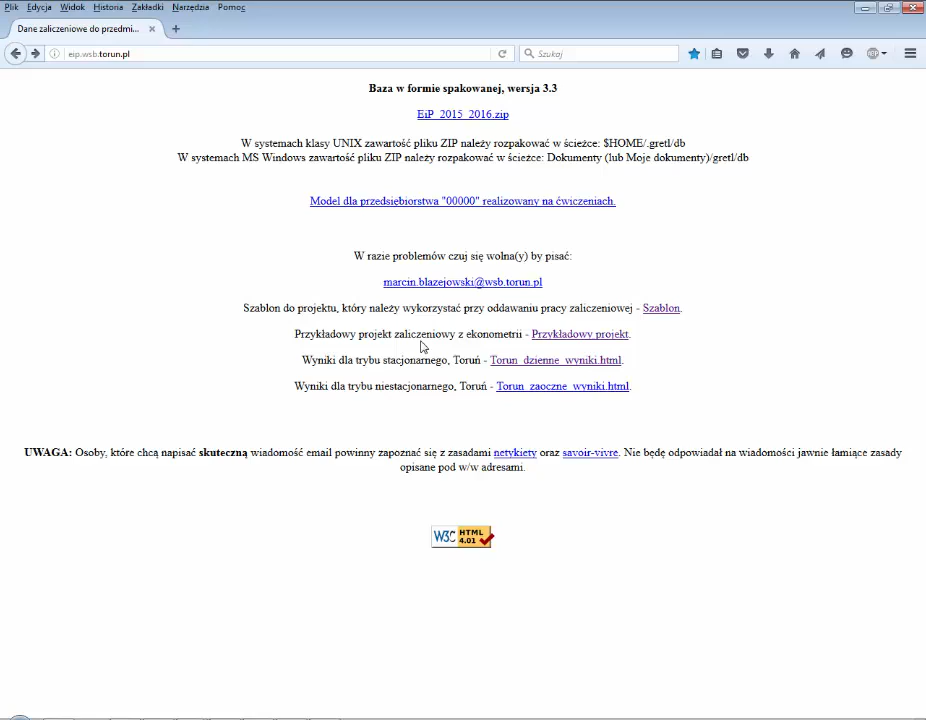 Plik Edycja Widok Historia Zakładki Narzędzia Pomoc
Dane zaliczeniowe do przedmi...
eip.wsb.torun.pl
Szukaj
Baza w formie spakowanej, wersja 3.3
EiP_2015_2016.zip
W systemach klasy UNIX zawartość pliku ZIP należy rozpakować w ścieżce: $HOME/.gretl/db
W systemach MS Windows zawartość pliku ZIP należy rozpakować w ścieżce: Dokumenty (lub Moje dokumenty)/gretl/db
Model dla przedsiębiorstwa "00000" realizowany na ćwiczeniach.
W razie problemów czuj się wolna(y) by pisać:
marcin.blazejowski@wsb.torun.pl
Szablon do projektu, który należy wykorzystać przy oddawaniu pracy zaliczeniowej - Szablon.
Przykładowy projekt zaliczeniowy z ekonometrii - Przykładowy projekt.
Wyniki dla trybu stacjonarnego, Toruń - Torun_dzienne_wyniki.html.
Wyniki dla trybu niestacjonarnego, Toruń - Torun_zaoczne_wyniki.html.
UWAGA: Osoby, które chcą napisać skuteczną wiadomość email powinny zapoznać się z zasadami netykiety oraz savoir-vivre. Nie będę odpowiadał na wiadomości jawnie łamiące zasady
opisane pod w/w adresami.
W3C HTML
4.01